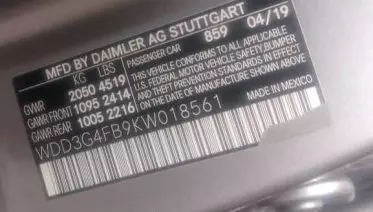 MFD BY DAIMLER AG STUTTGART
KG LBS PASSENGER CAR 859 04/19
GVWR 2050 4519 THIS VEHICLE CONFORMS TO ALL APPLICABLE
GAWR FRONT 1095 2414 U.S. FEDERAL MOTOR VEHICLE SAFETY, BUMPER
GAWR REAR 1005 2216 AND THEFT PREVENTION STANDARDS IN EFFECT
ON THE DATE OF MANUFACTURE SHOWN ABOVE.
WDD3G4FB9KW018561 MADE IN MEXICO